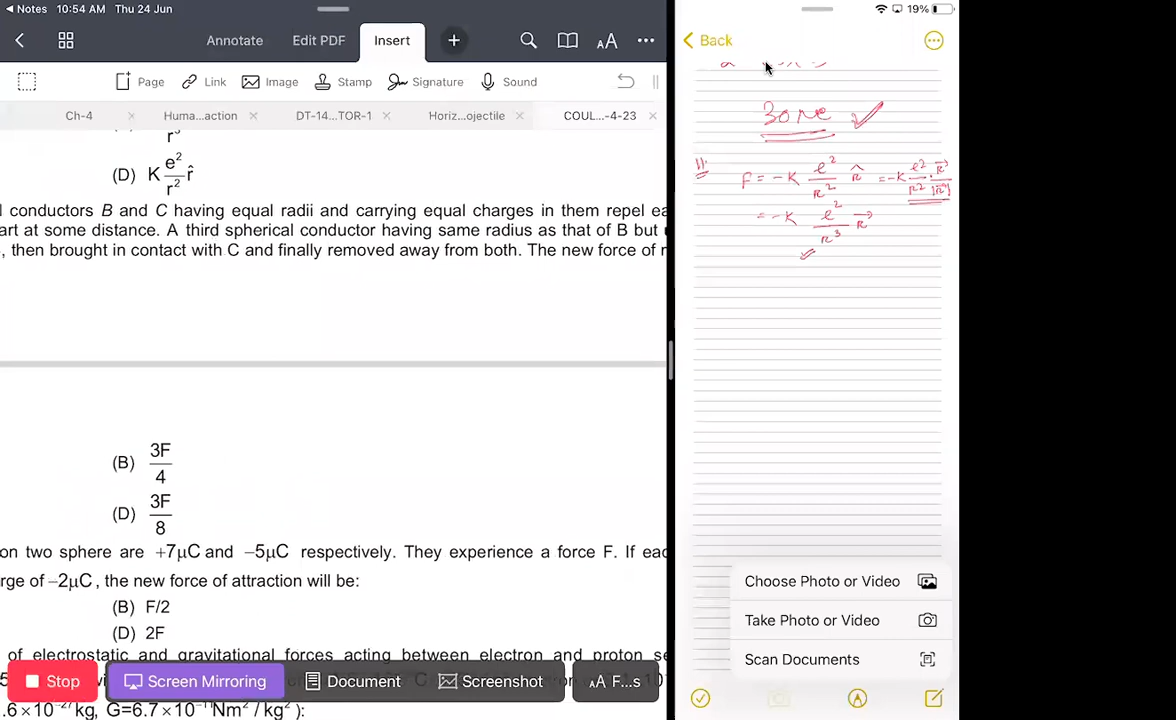 Notes 10:54 AM Thu 24 Jun
19%
Annotate Edit PDF Insert
AA
Back
Page Link Image Stamp Signature Sound
Ch-4 Huma...action DT-14...TOR-1 Horiz...ojectile COUL...-4-23
r³
(D) K e²/r² r̂
l conductors B and C having equal radii and carrying equal charges in them repel ea
art at some distance. A third spherical conductor having same radius as that of B but
, then brought in contact with C and finally removed away from both. The new force of r
(B) 3F/4
(D) 3F/8
on two sphere are +7μC and −5μC respectively. They experience a force F. If eac
rge of −2μC, the new force of attraction will be:
(B) F/2
(D) 2F
of electrostatic and gravitational forces acting between electron and proton se
.6×10⁻²⁷kg, G=6.7×10⁻¹¹Nm²/kg²):
Stop Screen Mirroring Document Screenshot AA F...s
11.
F = −K e²/r² r̂ = −K e²/r² · r⃗/|r⃗|
= −K e²/r³ r⃗
Choose Photo or Video
Take Photo or Video
Scan Documents